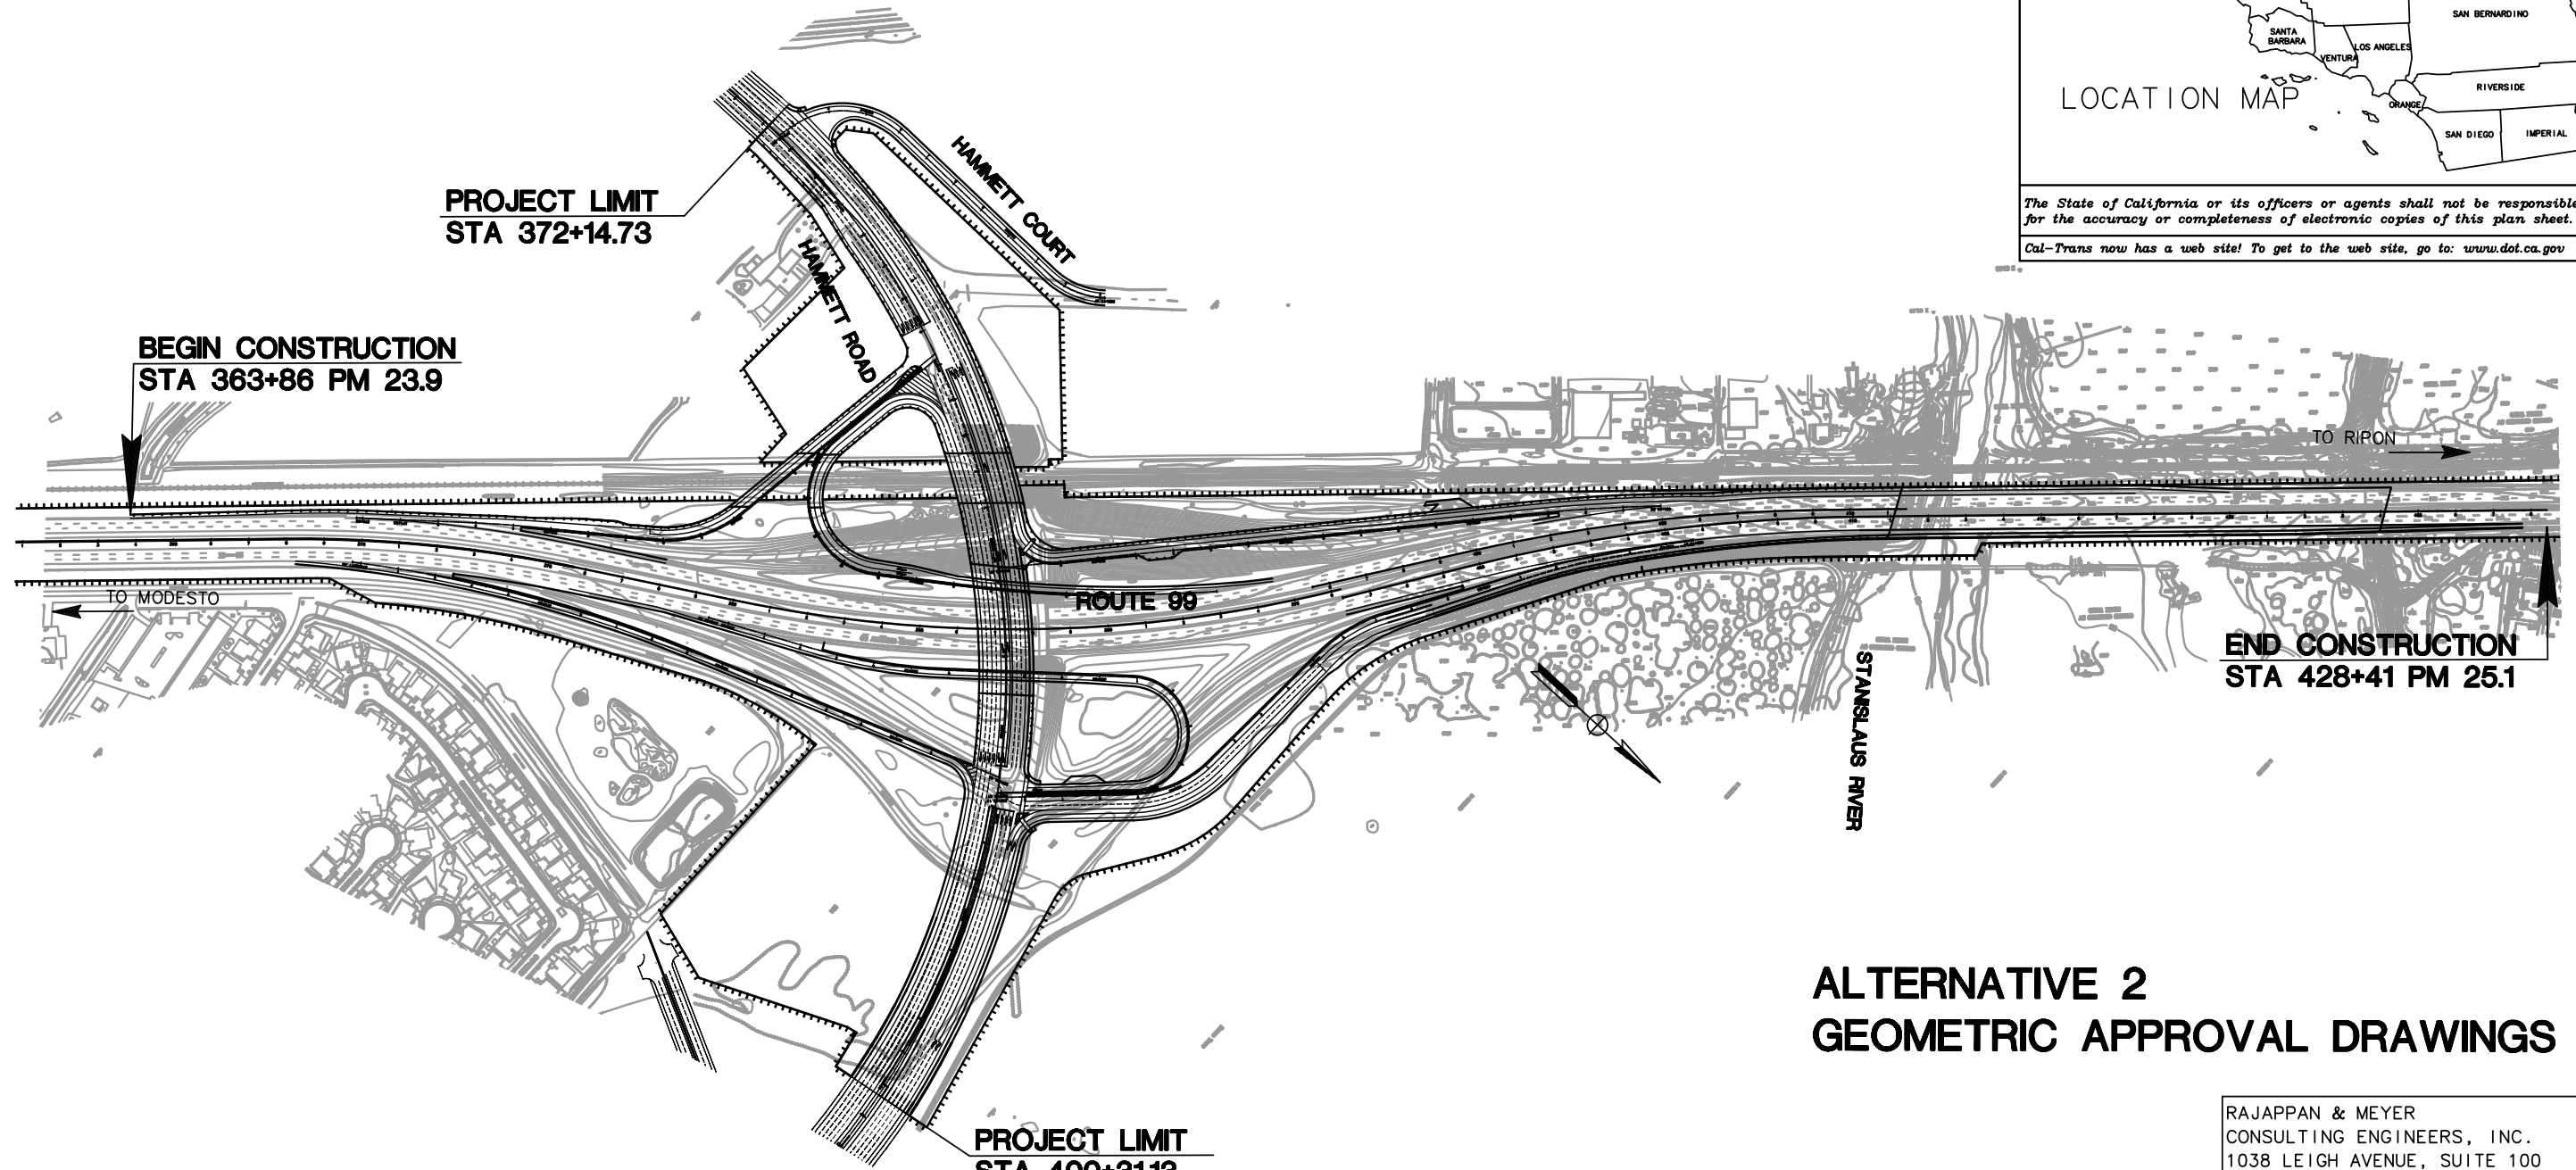 SAN BERNARDINO
SANTA
BARBARA
VENTURA
LOS ANGELES
LOCATION MAP
ORANGE
RIVERSIDE
SAN DIEGO
IMPERIAL
The State of California or its officers or agents shall not be responsible
for the accuracy or completeness of electronic copies of this plan sheet.
Cal-Trans now has a web site! To get to the web site, go to: www.dot.ca.gov
PROJECT LIMIT
STA 372+14.73
HAMMETT COURT
HAMMETT ROAD
BEGIN CONSTRUCTION
STA 363+86 PM 23.9
TO RIPON
TO MODESTO
ROUTE 99
END CONSTRUCTION
STA 428+41 PM 25.1
STANISLAUS RIVER
ALTERNATIVE 2
GEOMETRIC APPROVAL DRAWINGS
PROJECT LIMIT
STA
RAJAPPAN & MEYER
CONSULTING ENGINEERS, INC.
1038 LEIGH AVENUE, SUITE 100